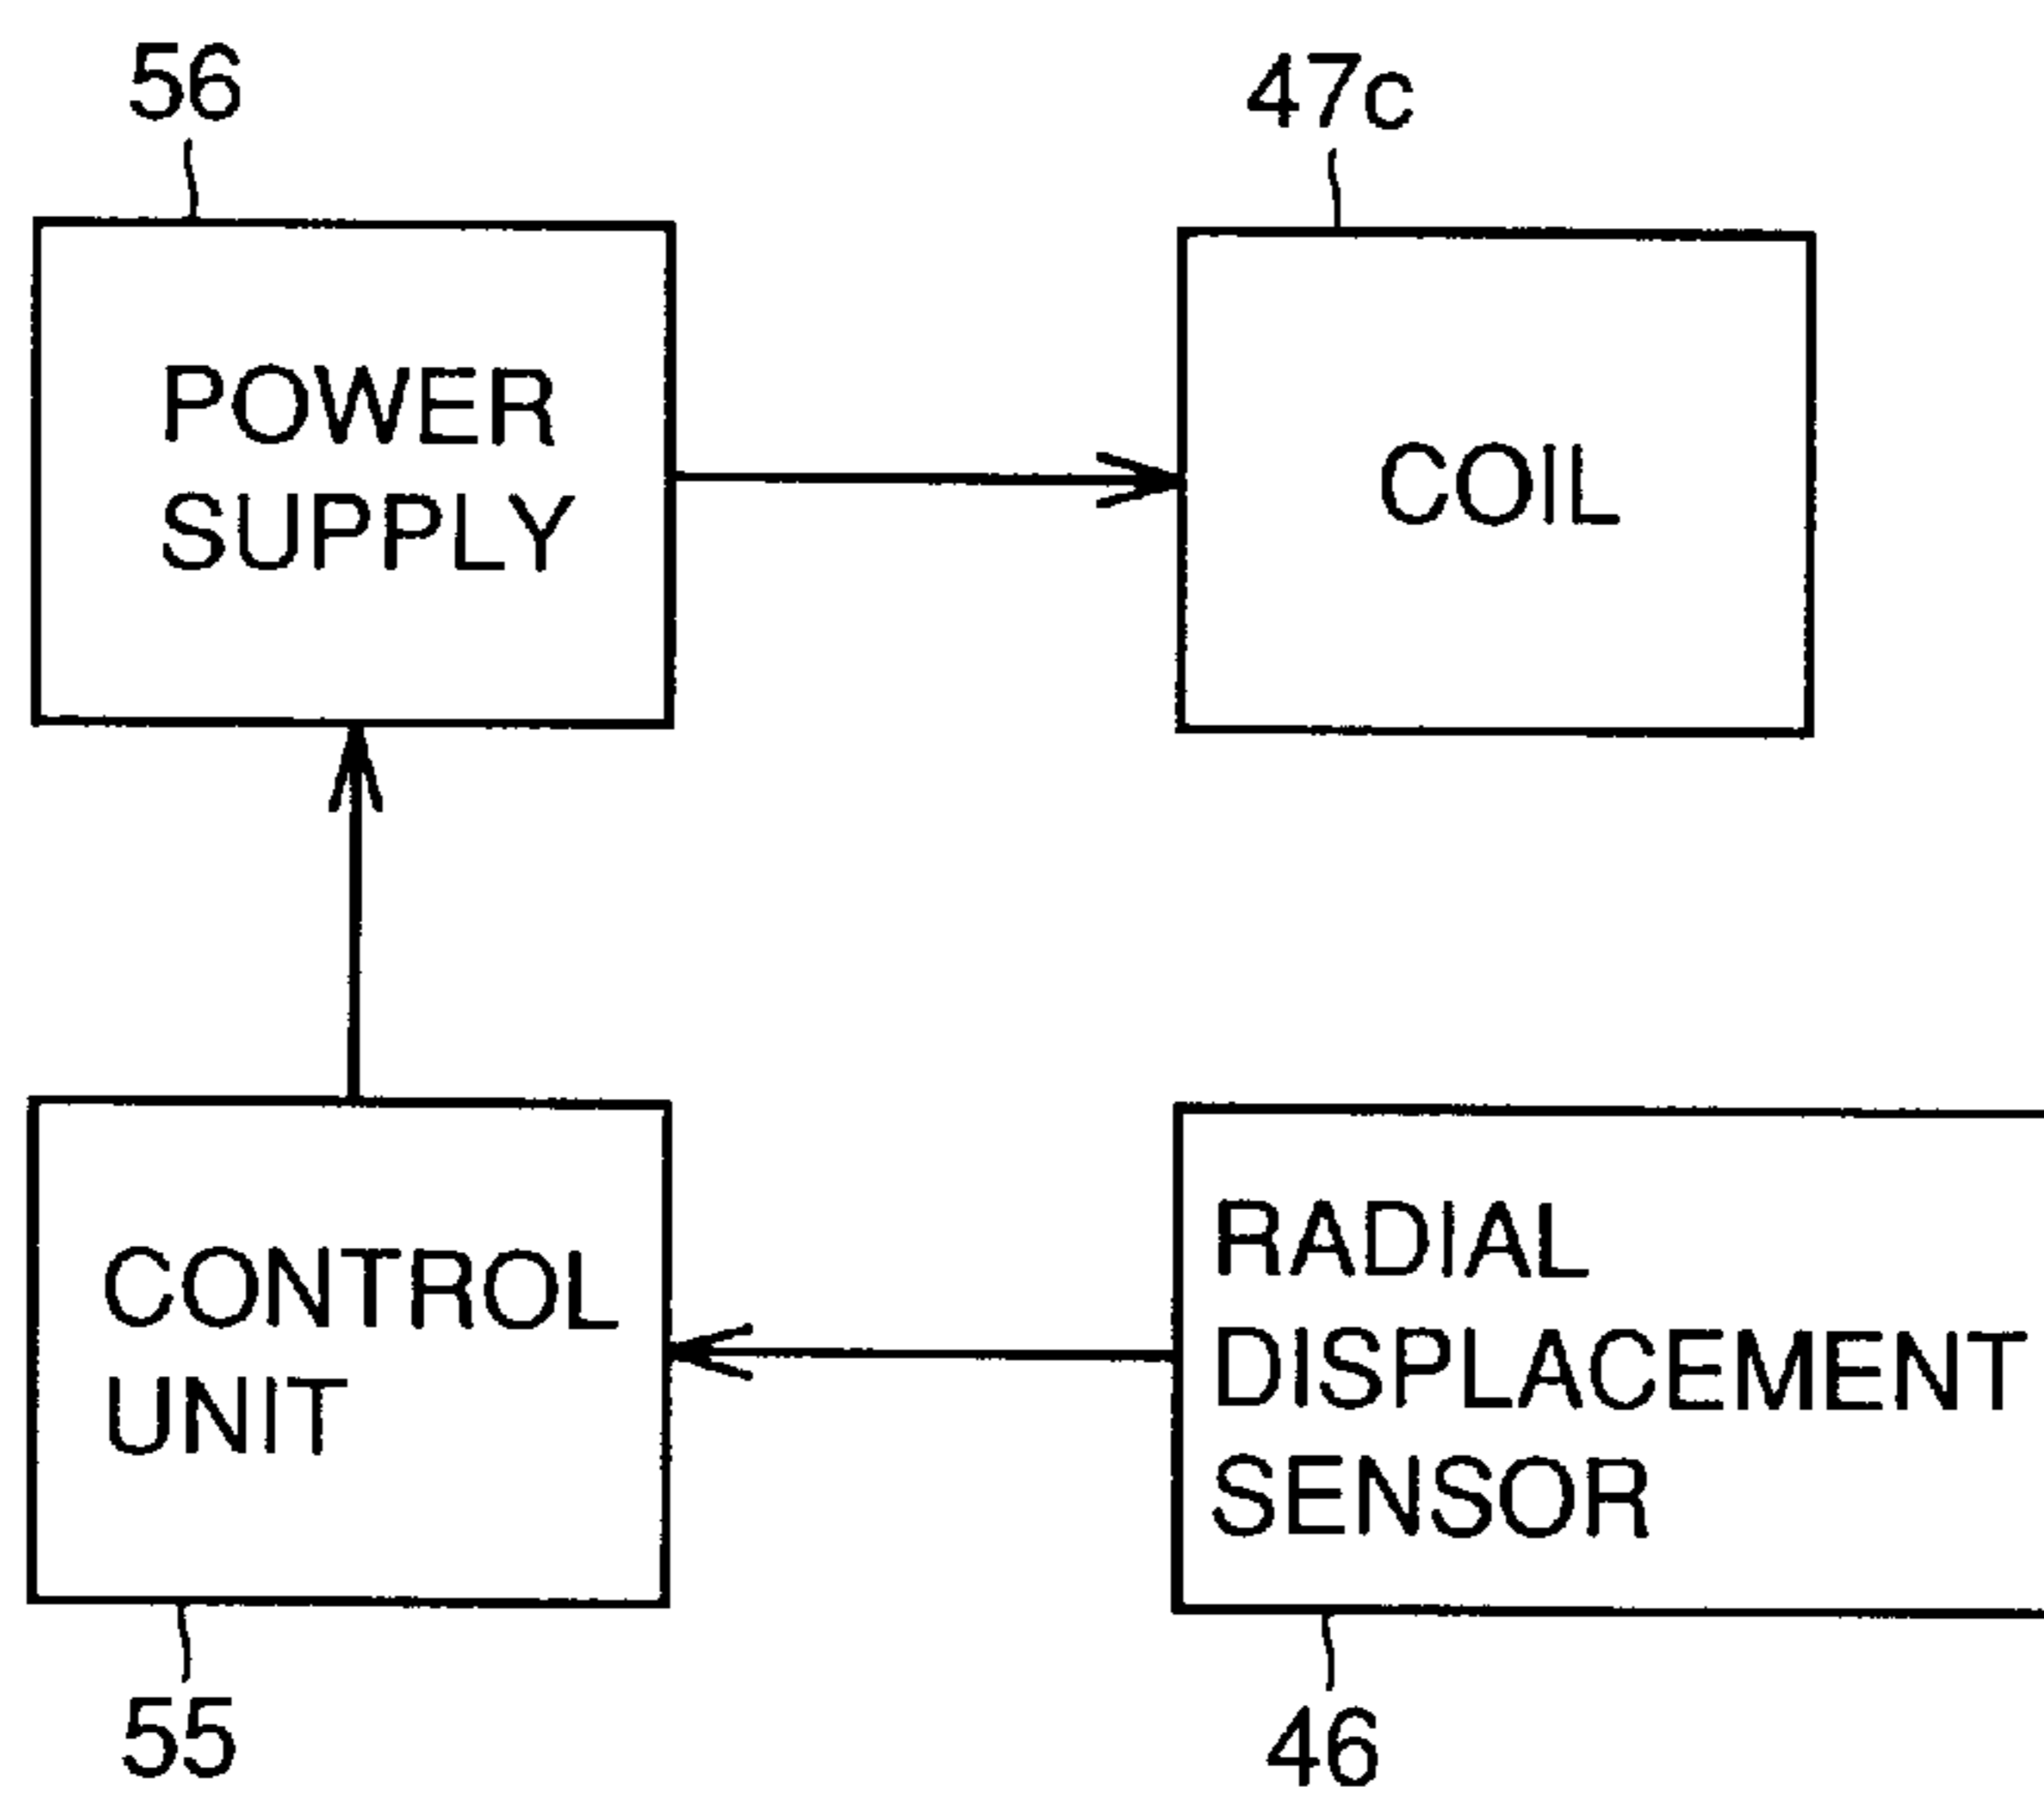 56
47c
POWER
SUPPLY
COIL
CONTROL
UNIT
RADIAL
DISPLACEMENT
SENSOR
55
46